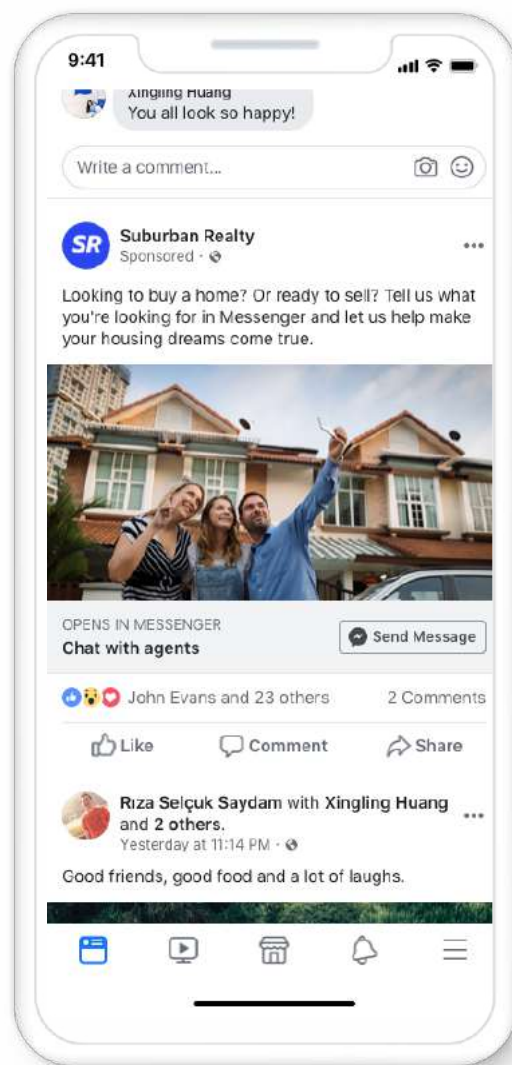 9:41
Xingling Huang
You all look so happy!
Write a comment...
SR
Suburban Realty
Sponsored ·
Looking to buy a home? Or ready to sell? Tell us what
you're looking for in Messenger and let us help make
your housing dreams come true.
OPENS IN MESSENGER
Chat with agents
Send Message
John Evans and 23 others
2 Comments
Like
Comment
Share
Rıza Selçuk Saydam with Xingling Huang
and 2 others.
Yesterday at 11:14 PM ·
Good friends, good food and a lot of laughs.